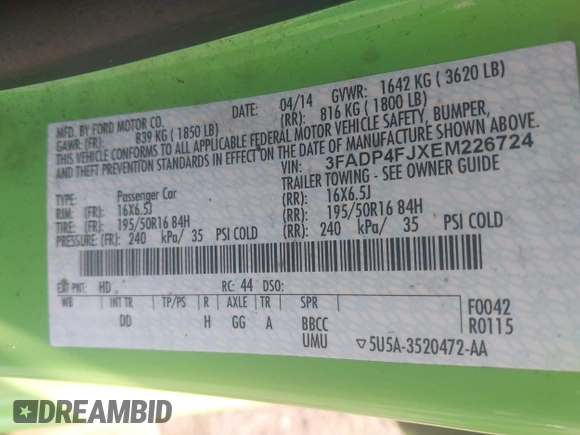 MFD. BY FORD MOTOR CO.
DATE: 04/14 GVWR: 1642 KG ( 3620 LB)
GAWR: (FR): 839 KG ( 1850 LB) (RR): 816 KG ( 1800 LB)
THIS VEHICLE CONFORMS TO ALL APPLICABLE FEDERAL MOTOR VEHICLE SAFETY, BUMPER,
AND THEFT PREVENTION STANDARDS IN EFFECT ON THE DATE OF MANUFACTURE SHOWN ABOVE.
VIN: 3FADP4FJXEM226724
TYPE: Passenger Car TRAILER TOWING - SEE OWNER GUIDE
RIM: (FR): 16X6.5J (RR): 16X6.5J
TIRE: (FR): 195/50R16 84H (RR): 195/50R16 84H
PRESSURE (FR): 240 kPa/ 35 PSI COLD (RR): 240 kPa/ 35 PSI COLD
EXT PNT: HD RC: 44 DSO:
WB INT TR TP/PS R AXLE TR SPR F0042
DD H GG A BBCC R0115
UMU ▽5U5A-3520472-AA
DREAMBID